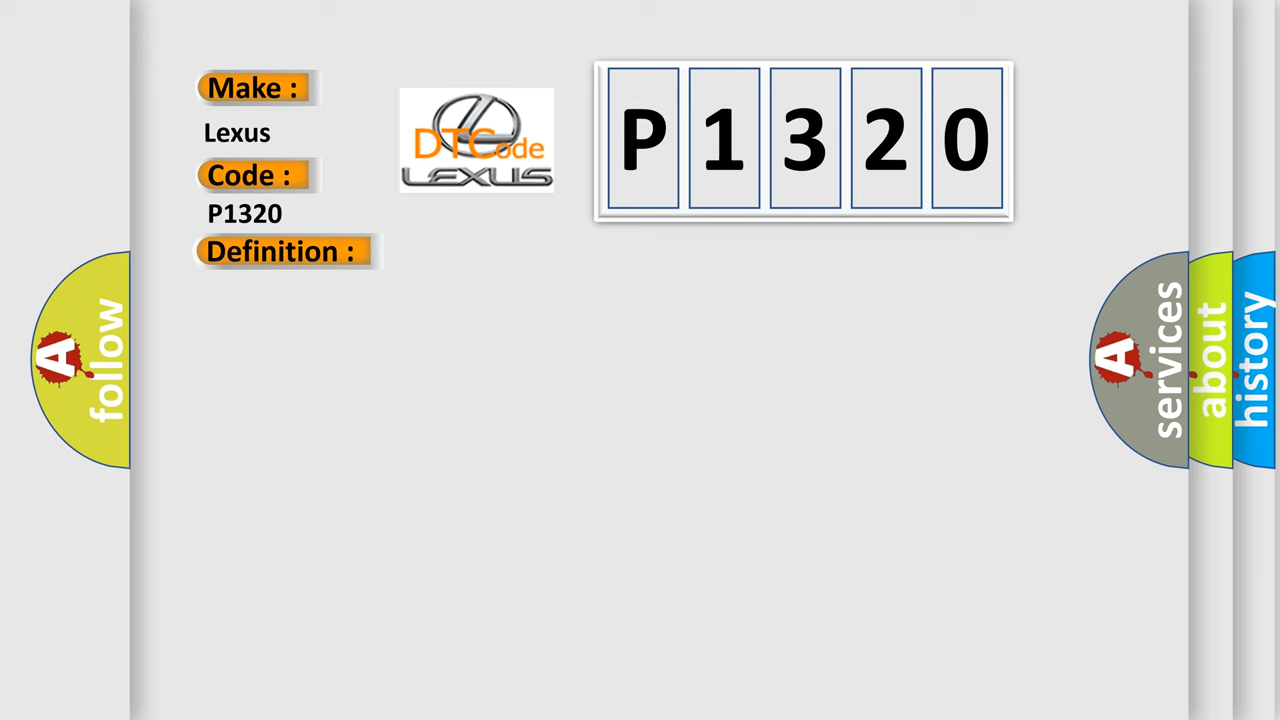 Make :
Lexus
Code :
P1320
Definition :
DTCode
LEXUS
P 1 3 2 0
A follow
A services
about
history